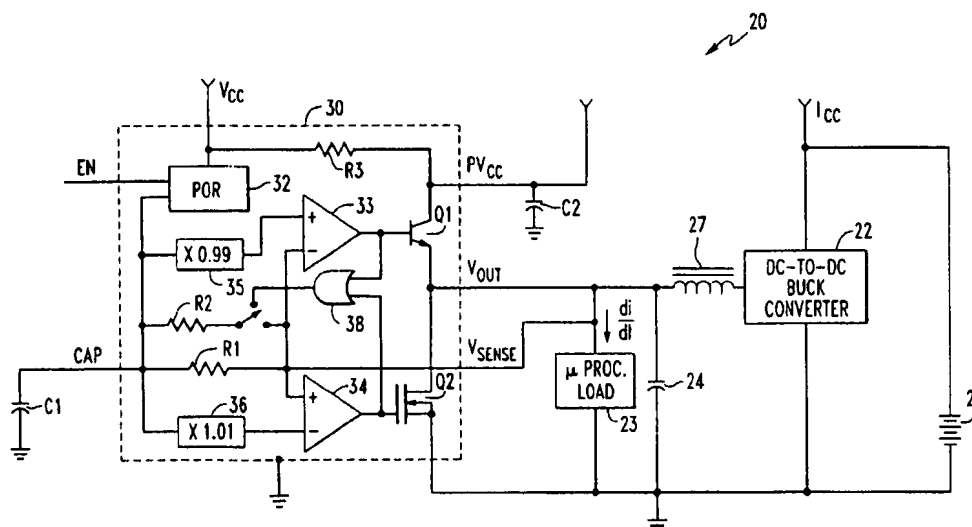 20
V_CC
30
I_CC
EN
POR
32
R3
PV_CC
33
Q1
C2
+
−
X 0.99
35
27
22
DC-TO-DC
BUCK
CONVERTER
V_OUT
R2
38
di
dt
CAP
R1
V_SENSE
34
Q2
C1
36
X 1.01
+
−
μ PROC.
LOAD
23
24
2